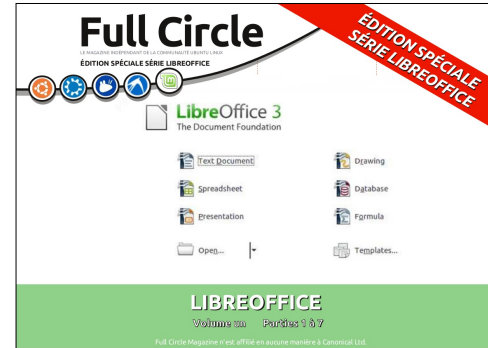 Full Circle
LE MAGAZINE INDÉPENDANT DE LA COMMUNAUTÉ UBUNTU LINUX
ÉDITION SPÉCIALE SÉRIE LIBREOFFICE
ÉDITION SPÉCIALE
SÉRIE LIBREOFFICE
LibreOffice 3
The Document Foundation
Text Document
Drawing
Spreadsheet
Database
Presentation
Formula
Open...
Templates...
LIBREOFFICE
Volume un Parties 1 à 7
Full Circle Magazine n'est affilié en aucune manière à Canonical Ltd.